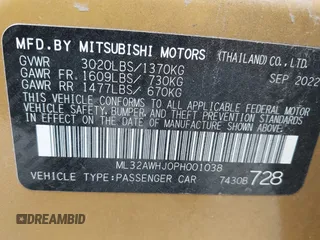 MFD.BY MITSUBISHI MOTORS (THAILAND) CO., LTD.
GVWR 3020LBS/1370KG
GAWR FR.1609LBS/ 730KG SEP 2022
GAWR RR 1477LBS/ 670KG
THIS VEHICLE CONFORMS TO ALL APPLICABLE
FEDERAL MOTOR VEHICLE SAFETY, BUMPER, AND
THEFT PREVENTION STANDARDS IN EFFECT ON THE
DATE OF MANUFACTURE SHOWN ABOVE.
ML32AWHJ0PH001038
VEHICLE TYPE:PASSENGER CAR 7430B 728
DREAMBID